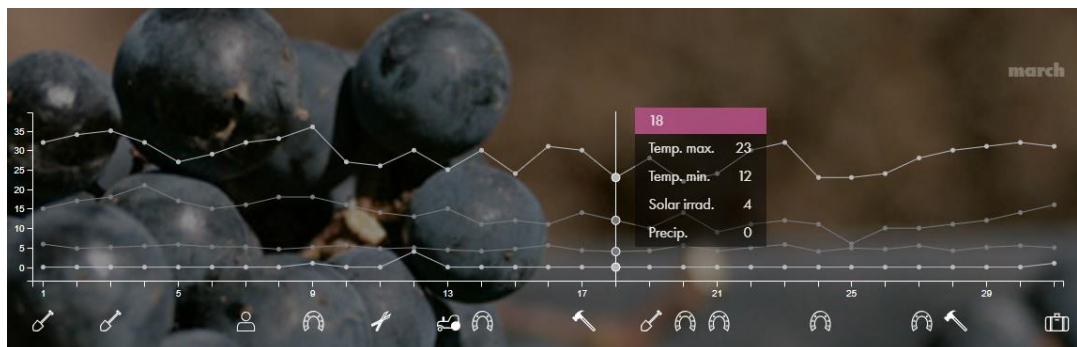 march
18
Temp. max. 23
Temp. min. 12
Solar irrad. 4
Precip. 0
35
30
25
20
15
10
5
0
1 5 9 13 17 21 25 29